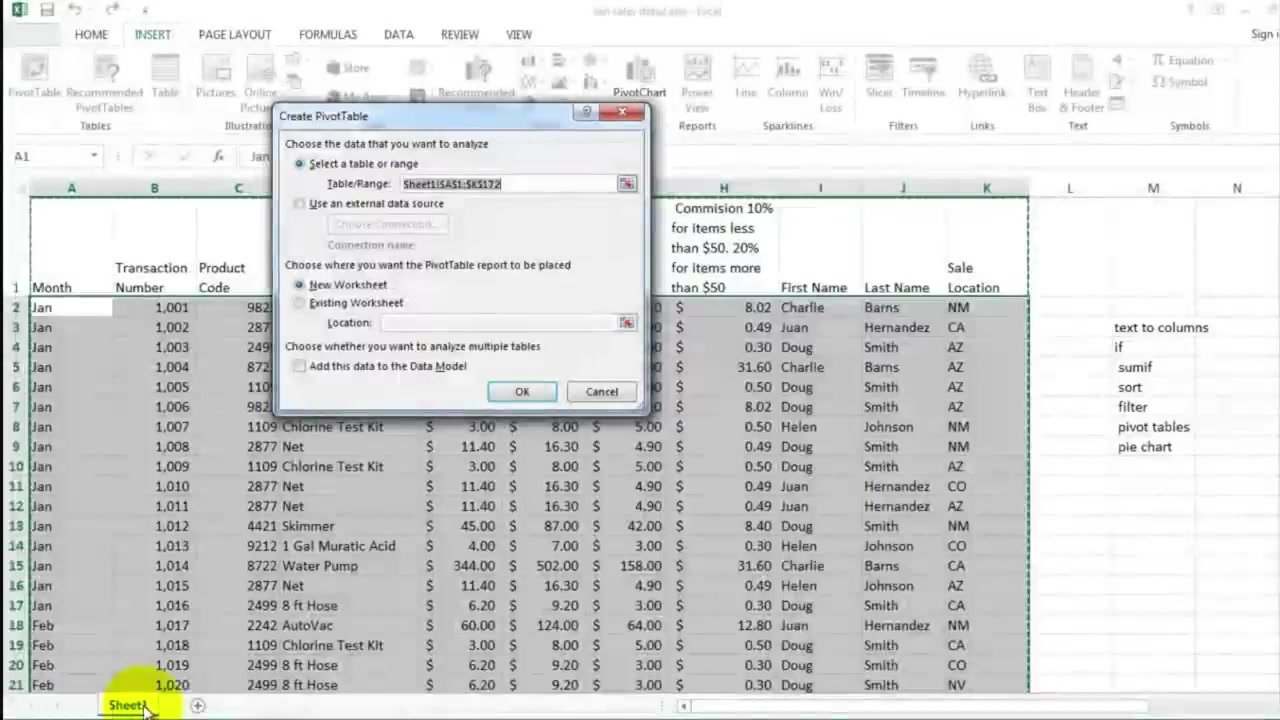 HOME INSERT PAGE LAYOUT FORMULAS DATA REVIEW VIEW Sign i
PivotTable Recommended PivotTables Table Pictures Online Store Recommended PivotChart Power View Line Column Win/Loss Slicer Timeline Hyperlink Text Box Header & Footer Equation Symbol
Tables Reports Sparklines Filters Links Text Symbols
A1 fx Jan
Create PivotTable
Choose the data that you want to analyze
Select a table or range
Table/Range: Sheet1!$A$1:$K$172
Use an external data source
Choose Connection...
Connection name:
Choose where you want the PivotTable report to be placed
New Worksheet
Existing Worksheet
Location:
Choose whether you want to analyze multiple tables
Add this data to the Data Model
OK Cancel
A B C H I J K L M N
1 Month Transaction Number Product Code Commision 10% for items less than $50. 20% for items more than $50 First Name Last Name Sale Location
2 Jan 1,001 982 0 $ 8.02 Charlie Barns NM
3 Jan 1,002 287 0 $ 0.49 Juan Hernandez CA text to columns
4 Jan 1,003 249 0 $ 0.30 Doug Smith AZ if
5 Jan 1,004 872 0 $ 31.60 Charlie Barns AZ sumif
6 Jan 1,005 110 0 $ 0.50 Doug Smith AZ sort
7 Jan 1,006 982 0 $ 8.02 Doug Smith AZ filter
8 Jan 1,007 1109 Chlorine Test Kit $ 3.00 $ 8.00 $ 5.00 $ 0.50 Helen Johnson NM pivot tables
9 Jan 1,008 2877 Net $ 11.40 $ 16.30 $ 4.90 $ 0.49 Doug Smith NM pie chart
10 Jan 1,009 1109 Chlorine Test Kit $ 3.00 $ 8.00 $ 5.00 $ 0.50 Doug Smith AZ
11 Jan 1,010 2877 Net $ 11.40 $ 16.30 $ 4.90 $ 0.49 Juan Hernandez CO
12 Jan 1,011 2877 Net $ 11.40 $ 16.30 $ 4.90 $ 0.49 Juan Hernandez AZ
13 Jan 1,012 4421 Skimmer $ 45.00 $ 87.00 $ 42.00 $ 8.40 Doug Smith NM
14 Jan 1,013 9212 1 Gal Muratic Acid $ 4.00 $ 7.00 $ 3.00 $ 0.30 Helen Johnson CO
15 Jan 1,014 8722 Water Pump $ 344.00 $ 502.00 $ 158.00 $ 31.60 Charlie Barns CA
16 Jan 1,015 2877 Net $ 11.40 $ 16.30 $ 4.90 $ 0.49 Helen Johnson AZ
17 Jan 1,016 2499 8 ft Hose $ 6.20 $ 9.20 $ 3.00 $ 0.30 Doug Smith CA
18 Feb 1,017 2242 AutoVac $ 60.00 $ 124.00 $ 64.00 $ 12.80 Juan Hernandez NM
19 Feb 1,018 1109 Chlorine Test Kit $ 3.00 $ 8.00 $ 5.00 $ 0.50 Doug Smith CA
20 Feb 1,019 2499 8 ft Hose $ 6.20 $ 9.20 $ 3.00 $ 0.30 Doug Smith CO
21 Feb 1,020 2499 8 ft Hose $ 6.20 $ 9.20 $ 3.00 $ 0.30 Doug Smith NV
Sheet1